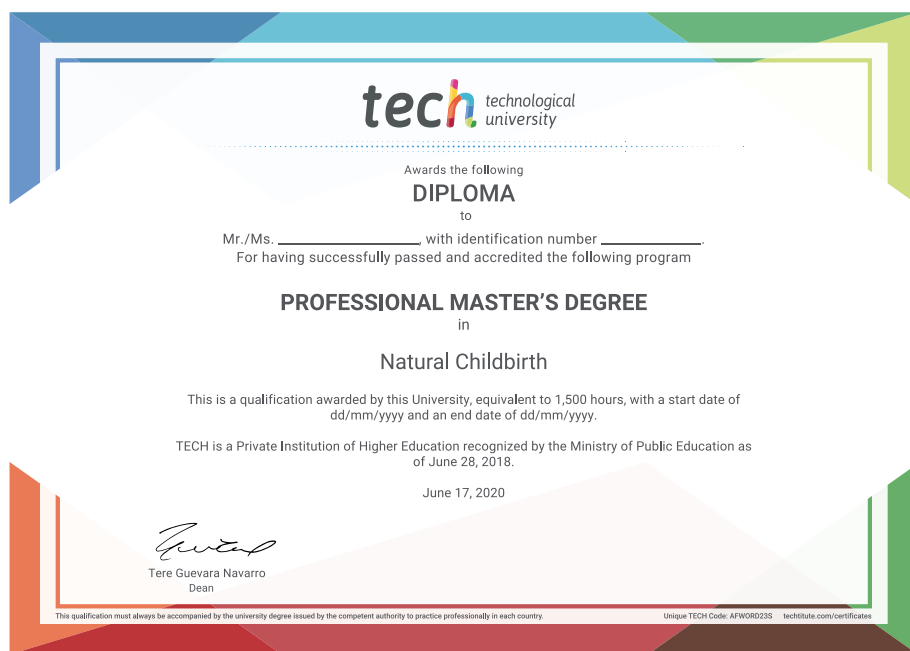 tech technological
university
Awards the following
DIPLOMA
to
Mr./Ms. ____________________, with identification number ______________.
For having successfully passed and accredited the following program
PROFESSIONAL MASTER'S DEGREE
in
Natural Childbirth
This is a qualification awarded by this University, equivalent to 1,500 hours, with a start date of
dd/mm/yyyy and an end date of dd/mm/yyyy.
TECH is a Private Institution of Higher Education recognized by the Ministry of Public Education as
of June 28, 2018.
June 17, 2020
Tere Guevara Navarro
Dean
This qualification must always be accompanied by the university degree issued by the competent authority to practice professionally in each country.
Unique TECH Code: AFWORD23S techtitute.com/certificates